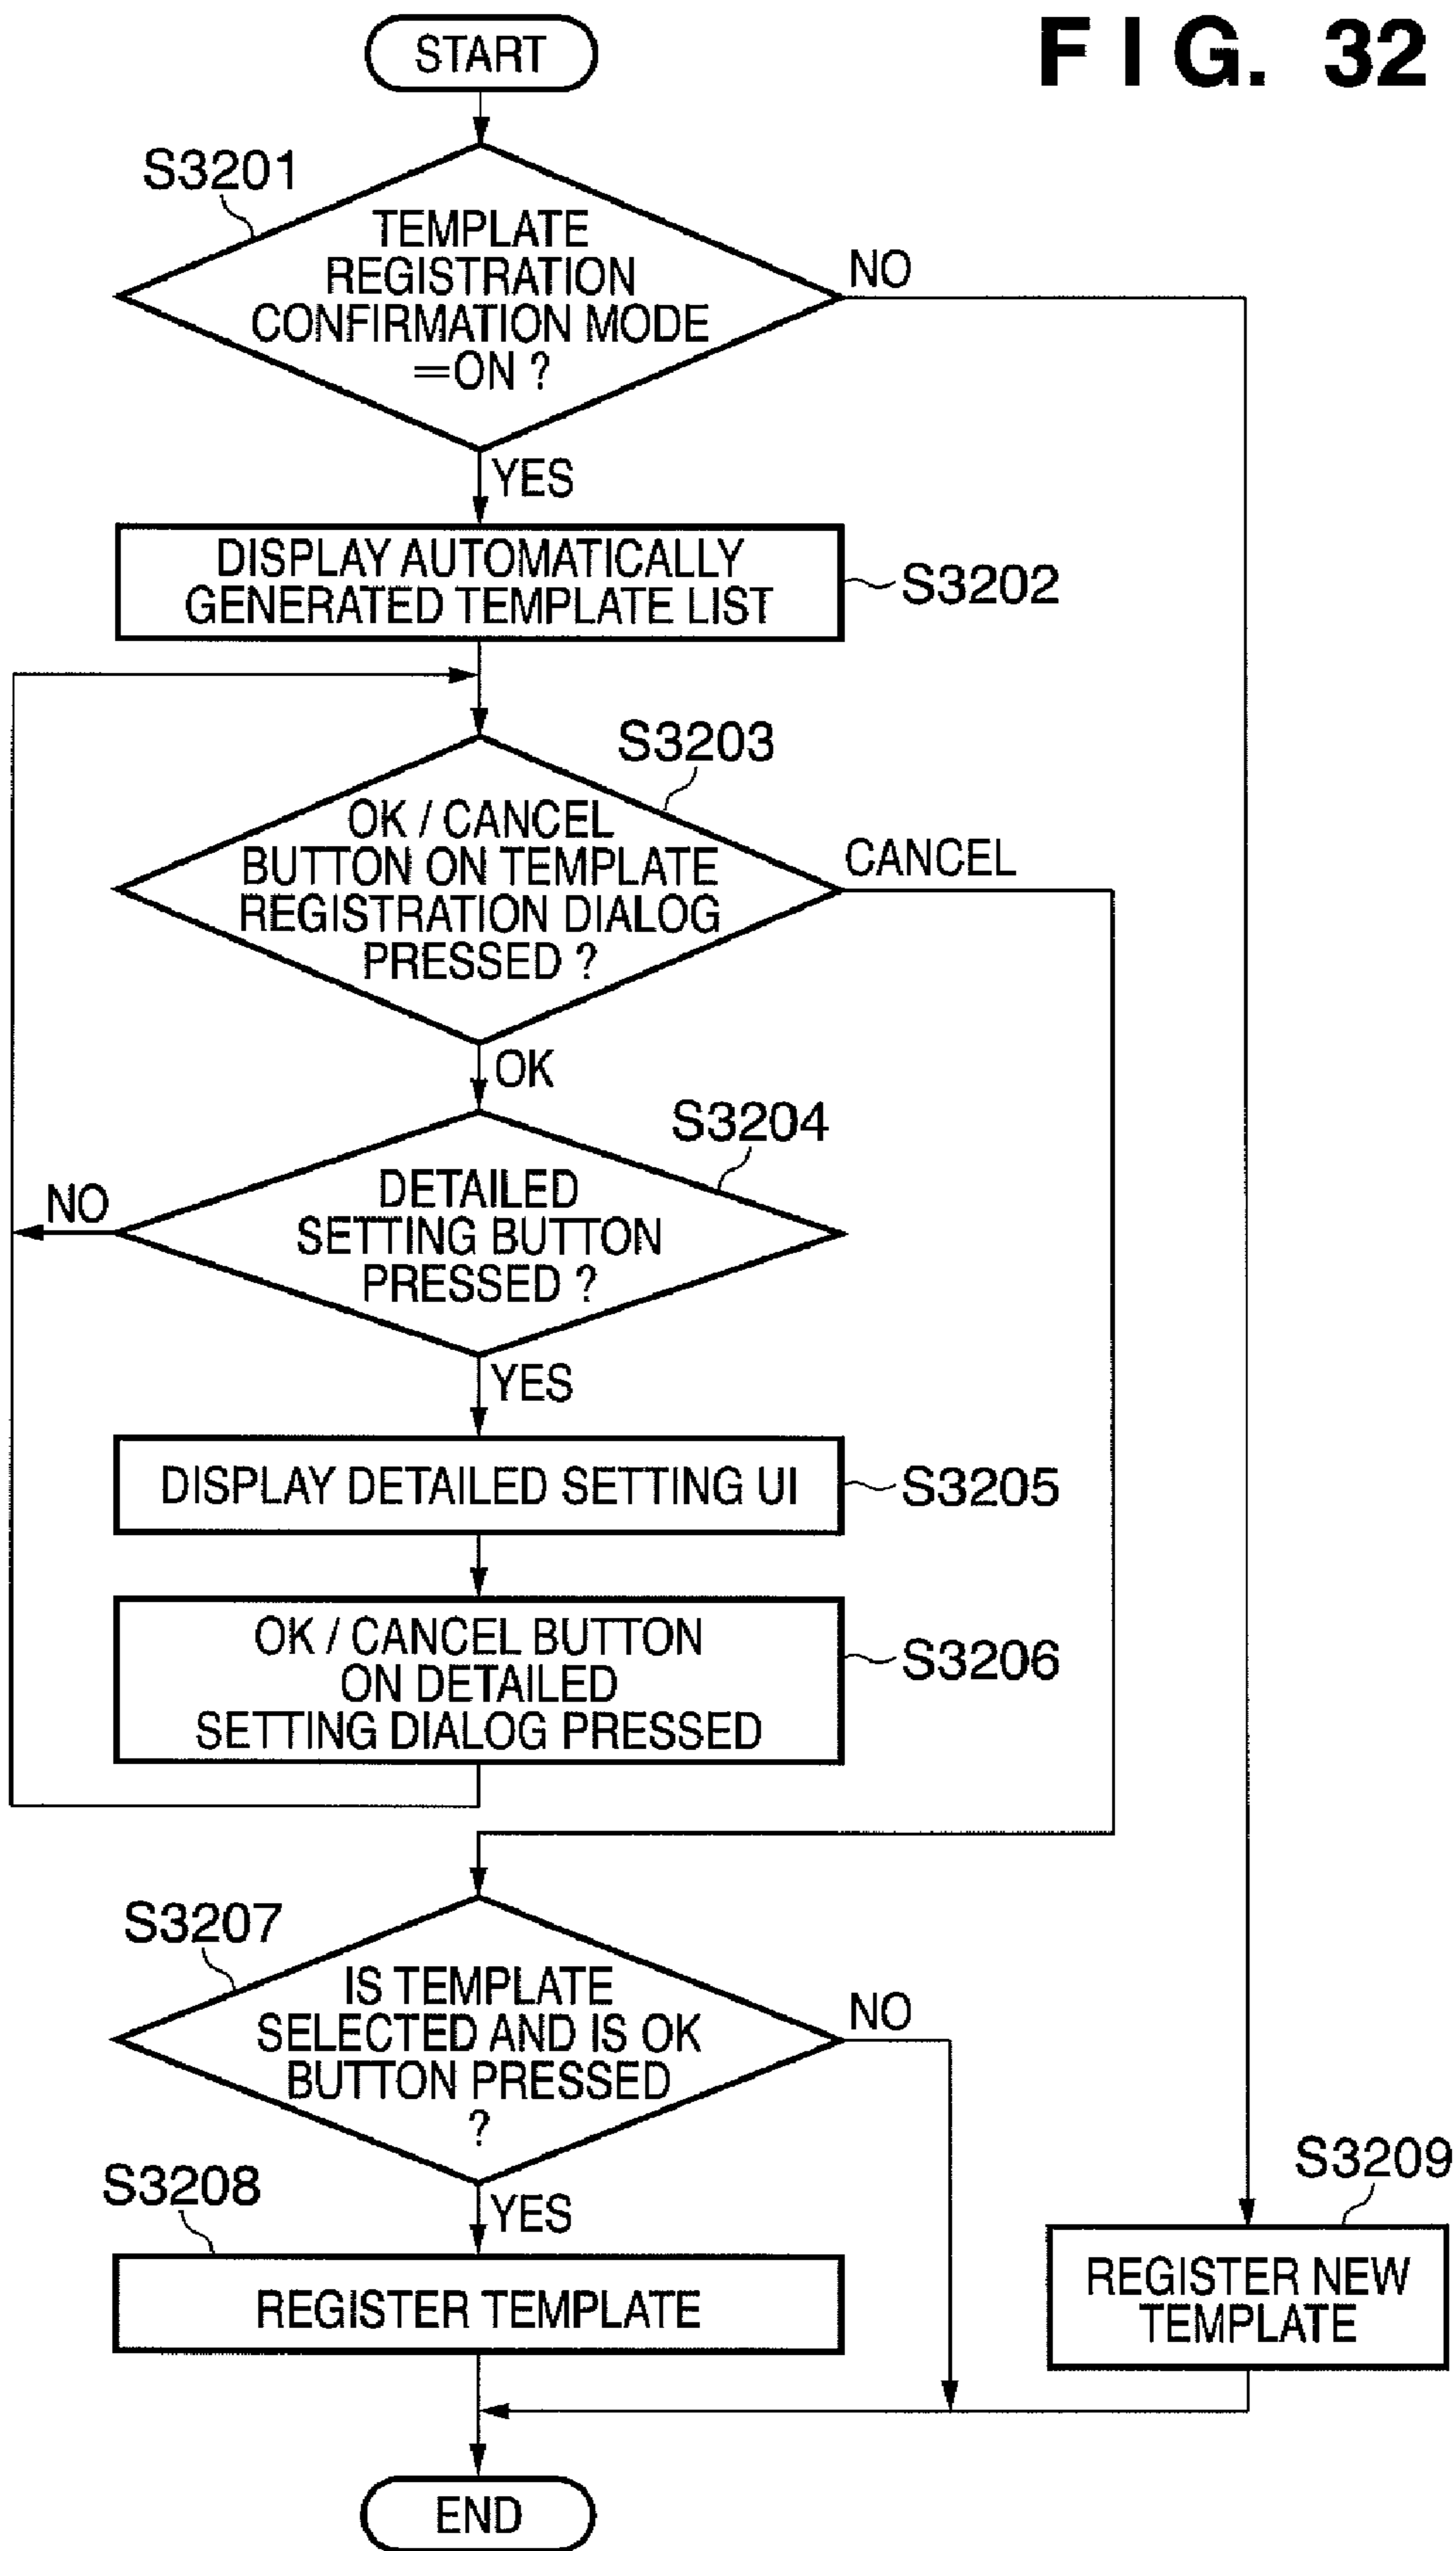 FIG. 32
START
S3201
TEMPLATE
REGISTRATION
CONFIRMATION MODE
=ON ?
NO
YES
DISPLAY AUTOMATICALLY
GENERATED TEMPLATE LIST
S3202
S3203
OK / CANCEL
BUTTON ON TEMPLATE
REGISTRATION DIALOG
PRESSED ?
CANCEL
OK
S3204
DETAILED
SETTING BUTTON
PRESSED ?
NO
YES
DISPLAY DETAILED SETTING UI
S3205
OK / CANCEL BUTTON
ON DETAILED
SETTING DIALOG PRESSED
S3206
S3207
IS TEMPLATE
SELECTED AND IS OK
BUTTON PRESSED
?
NO
YES
S3208
REGISTER TEMPLATE
S3209
REGISTER NEW
TEMPLATE
END